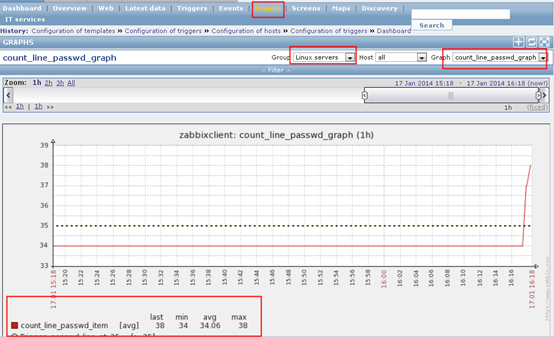 Dashboard | Overview | Web | Latest data | Triggers | Events | Graphs | Screens | Maps | Discovery |
IT services
Search
History: Configuration of templates » Configuration of triggers » Configuration of hosts » Configuration of triggers » Dashboard
GRAPHS
count_line_passwd_graph
Group Linux servers Host all Graph count_line_passwd_graph
« Filter »
Zoom: 1h 2h 3h All
17 Jan 2014 15:18 - 17 Jan 2014 16:18 (now!)
<< 1h | 1h >>
1h (fixed)
zabbixclient: count_line_passwd_graph (1h)
39
38
37
36
35
34
33
17.01 15:18
15:20
15:22
15:24
15:26
15:28
15:30
15:32
15:34
15:36
15:38
15:40
15:42
15:44
15:46
15:48
15:50
15:52
15:54
15:56
15:58
16:00
16:02
16:04
16:06
16:08
16:10
16:12
16:14
16:16
17.01 16:18
last min avg max
count_line_passwd_item [avg] 38 34 34.06 38